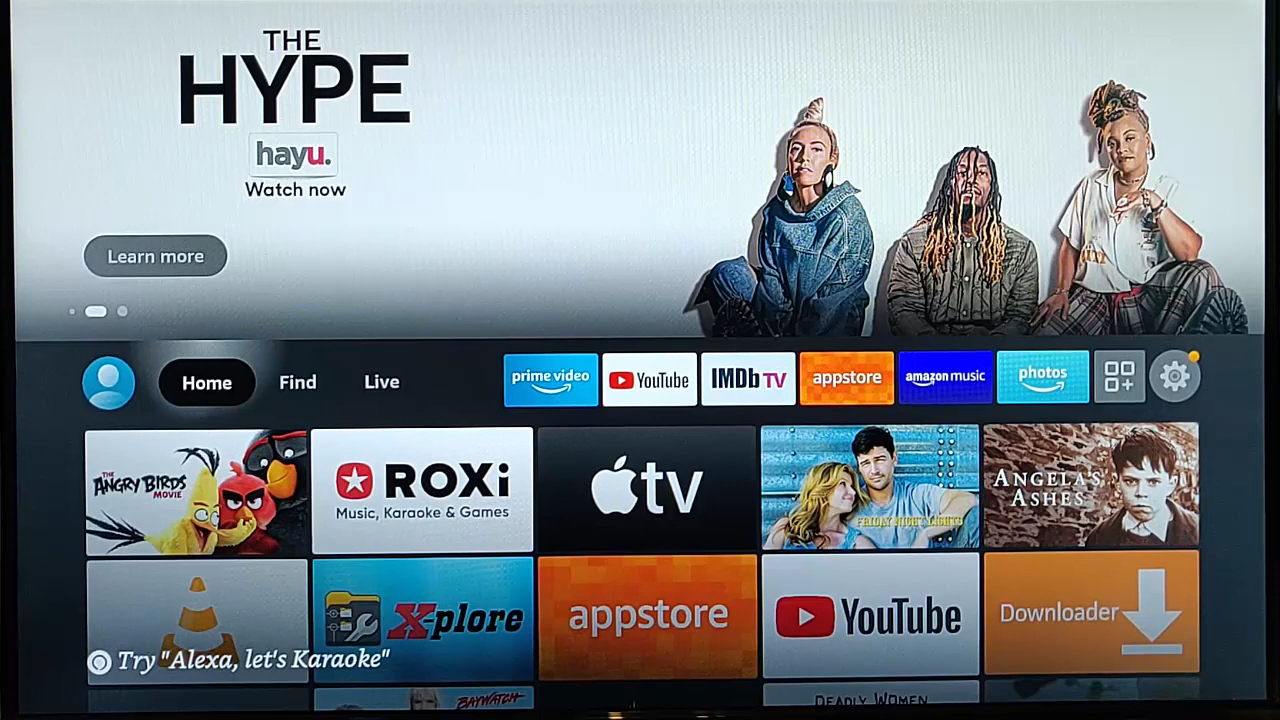 THE
HYPE
hayu.
Watch now
Learn more
Home
Find
Live
prime video
YouTube
IMDb TV
appstore
amazon music
photos
THE
ANGRY BIRDS
MOVIE
ROXi
Music, Karaoke & Games
tv
FRIDAY NIGHT LIGHTS
ANGELA'S
ASHES
X-plore
appstore
YouTube
Downloader
Try "Alexa, let's Karaoke"
BAYWATCH
DEADLY WOMEN